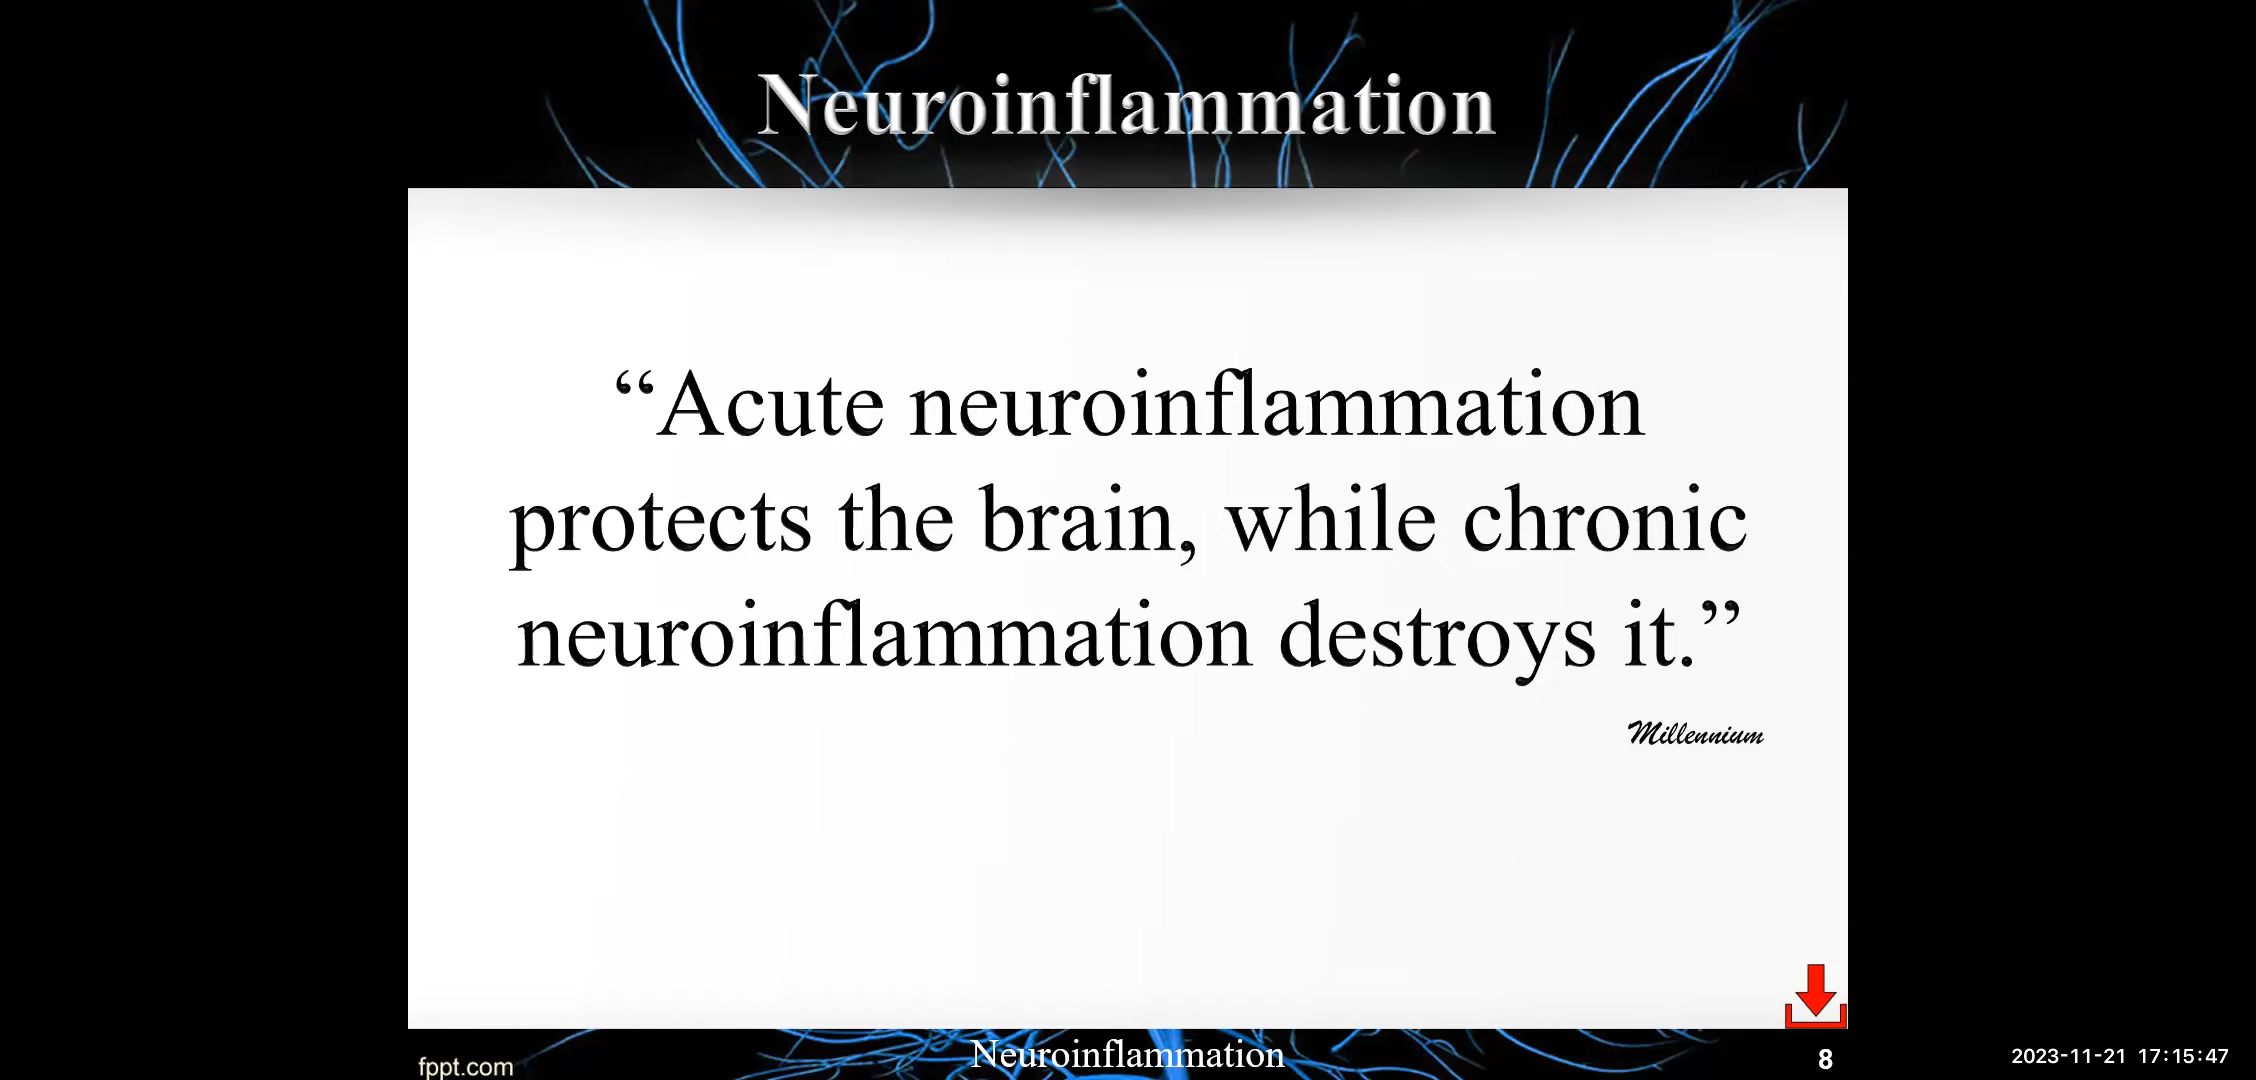 Neuroinflammation
“Acute neuroinflammation
protects the brain, while chronic
neuroinflammation destroys it.”
Millennium
fppt.com
Neuroinflammation
8
2023-11-21 17:15:47